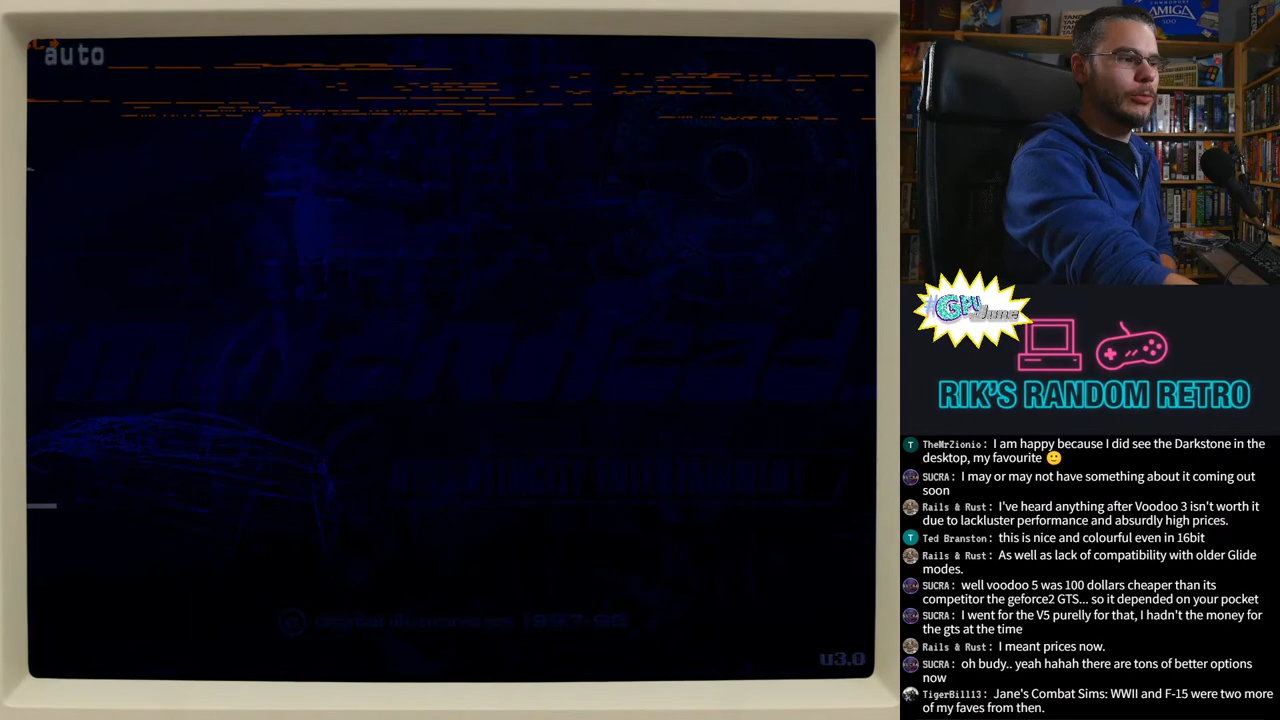 auto
u3.0
COMMODORE
AMIGA
500
#GPUJune
RIK'S RANDOM RETRO
TheMrZionio: I am happy because I did see the Darkstone in the
desktop, my favourite 🙂
SUCRA: I may or may not have something about it coming out
soon
Rails & Rust: I've heard anything after Voodoo 3 isn't worth it
due to lackluster performance and absurdly high prices.
Ted Branston: this is nice and colourful even in 16bit
Rails & Rust: As well as lack of compatibility with older Glide
modes.
SUCRA: well voodoo 5 was 100 dollars cheaper than its
competitor the geforce2 GTS... so it depended on your pocket
SUCRA: I went for the V5 purelly for that, I hadn't the money for
the gts at the time
Rails & Rust: I meant prices now.
SUCRA: oh budy.. yeah hahah there are tons of better options
now
TigerBill13: Jane's Combat Sims: WWII and F-15 were two more
of my faves from then.